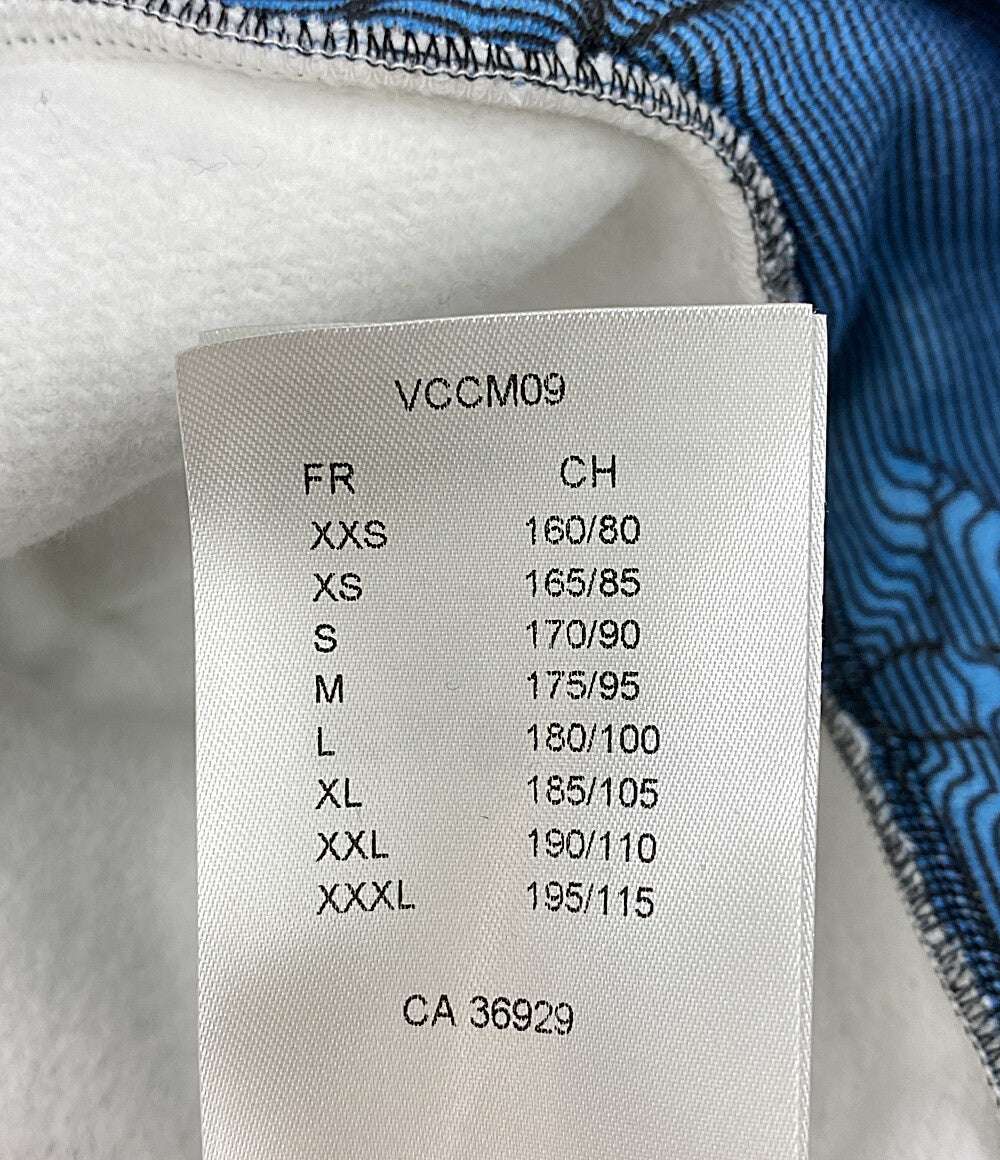 VCCM09
FR CH
XXS 160/80
XS 165/85
S 170/90
M 175/95
L 180/100
XL 185/105
XXL 190/110
XXXL 195/115
CA 36929